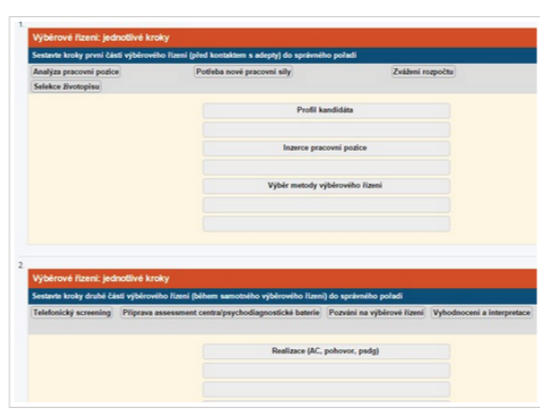 1.
Výběrové řízení: jednotlivé kroky
Sestavte kroky první části výběrového řízení (před kontaktem s adepty) do správného pořadí
Analýza pracovní pozice Potřeba nové pracovní síly Zvážení rozpočtu
Selekce životopisu
Profil kandidáta
Inzerce pracovní pozice
Výběr metody výběrového řízení
2.
Výběrové řízení: jednotlivé kroky
Sestavte kroky druhé části výběrového řízení (během samotného výběrového řízení) do správného pořadí
Telefonický screening Příprava assessment centra/psychodiagnostické baterie Pozvání na výběrové řízení Vyhodnocení a interpretace
Realizace (AC, pohovor, psdg)